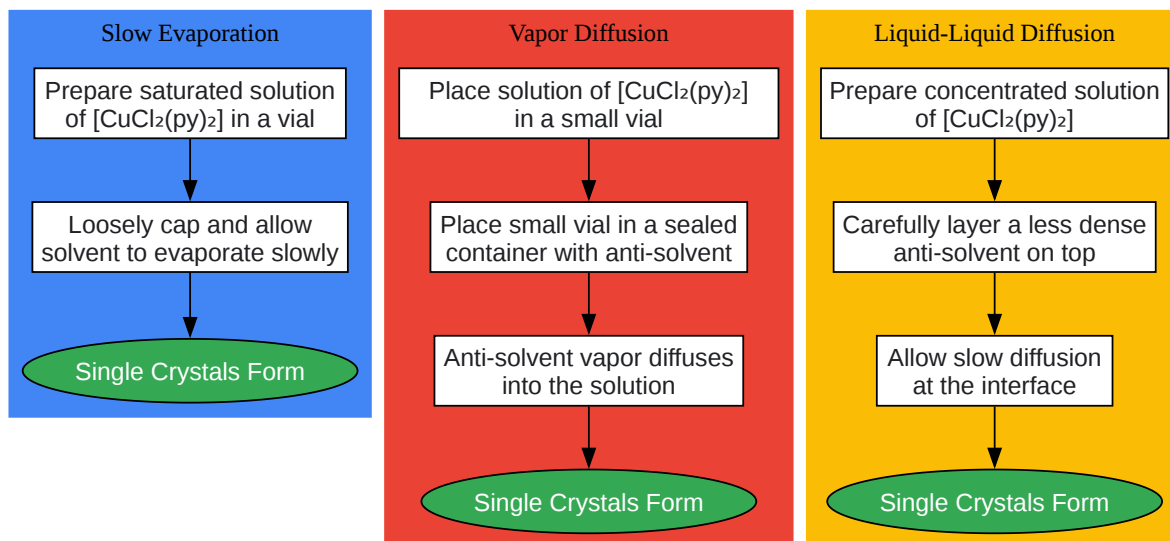 Slow Evaporation
Prepare saturated solution
of [CuCl₂(py)₂] in a vial
Loosely cap and allow
solvent to evaporate slowly
Single Crystals Form
Vapor Diffusion
Place solution of [CuCl₂(py)₂]
in a small vial
Place small vial in a sealed
container with anti-solvent
Anti-solvent vapor diffuses
into the solution
Single Crystals Form
Liquid-Liquid Diffusion
Prepare concentrated solution
of [CuCl₂(py)₂]
Carefully layer a less dense
anti-solvent on top
Allow slow diffusion
at the interface
Single Crystals Form